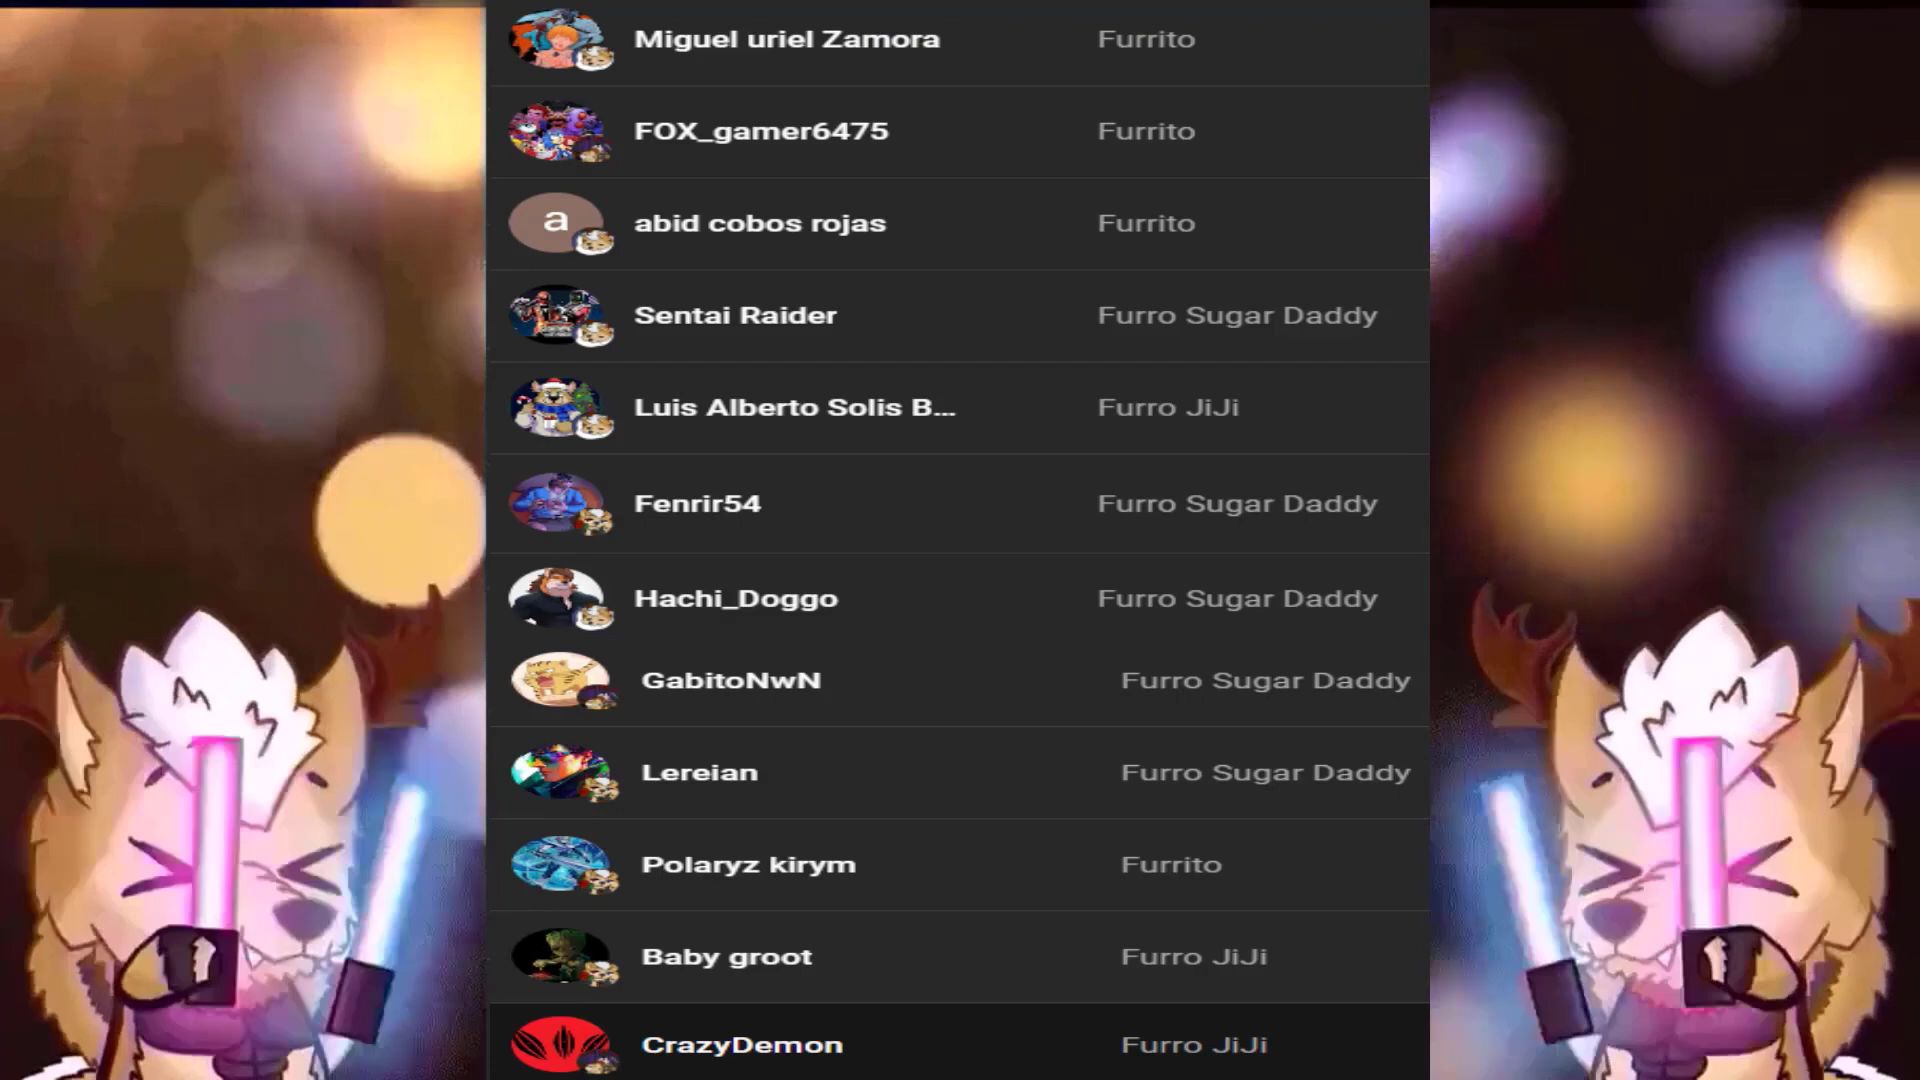 Miguel uriel Zamora Furrito
FOX_gamer6475 Furrito
a abid cobos rojas Furrito
Sentai Raider Furro Sugar Daddy
Luis Alberto Solis B... Furro JiJi
Fenrir54 Furro Sugar Daddy
Hachi_Doggo Furro Sugar Daddy
GabitoNwN Furro Sugar Daddy
Lereian Furro Sugar Daddy
Polaryz kirym Furrito
Baby groot Furro JiJi
CrazyDemon Furro JiJi